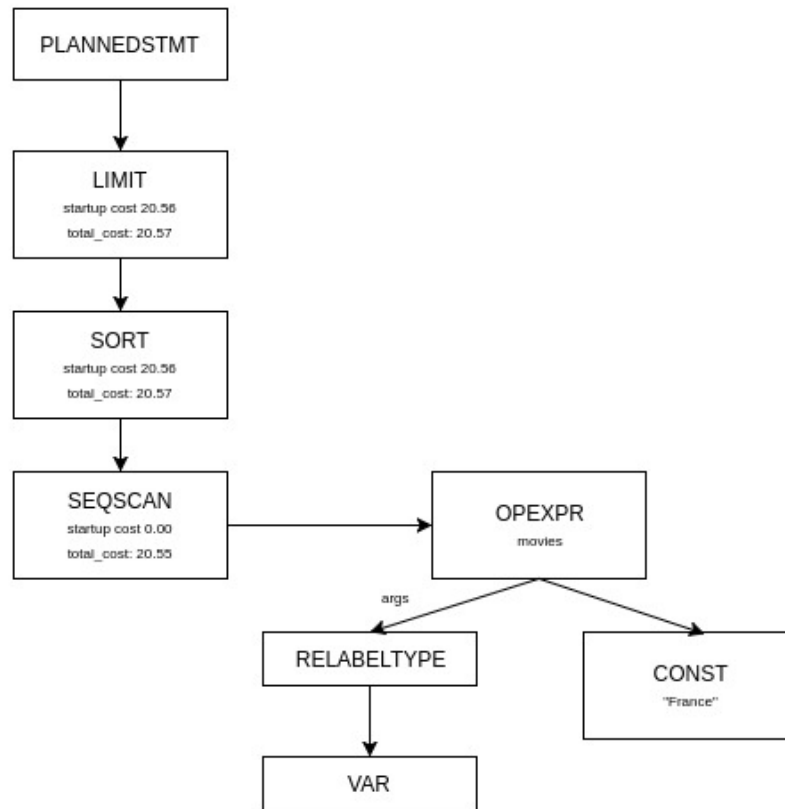 PLANNEDSTMT
LIMIT
startup cost 20.56
total_cost: 20.57
SORT
startup cost 20.56
total_cost: 20.57
SEQSCAN
startup cost 0.00
total_cost: 20.55
OPEXPR
movies
args
RELABELTYPE
CONST
"France"
VAR